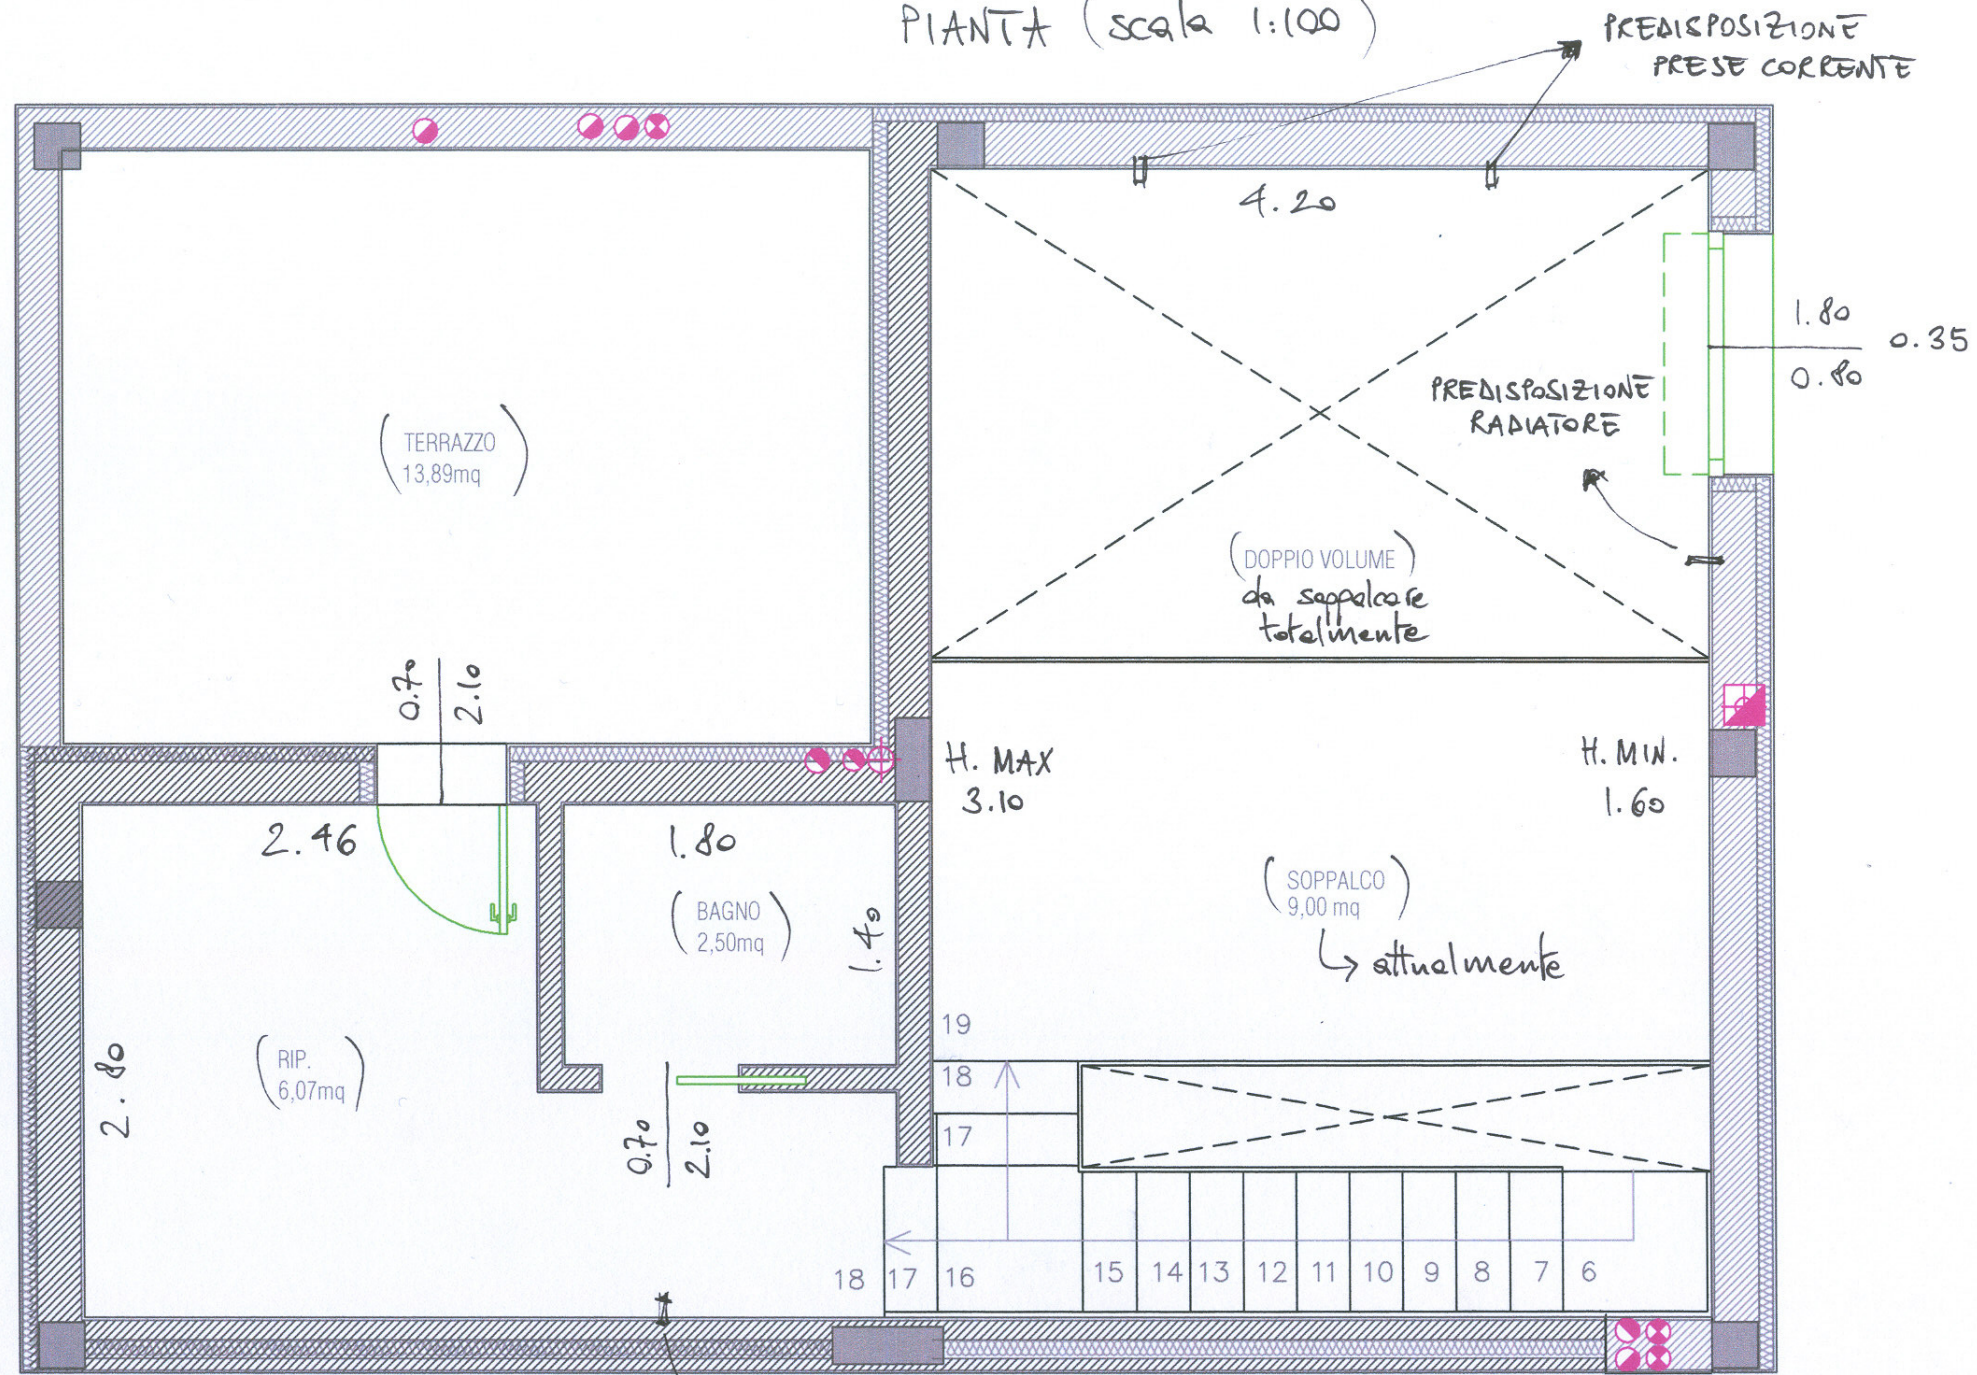 PIANTA (scala 1:100)
PREDISPOSIZIONE
PRESE CORRENTE
4.20
1.80
0.80
0.35
PREDISPOSIZIONE
RADIATORE
(TERRAZZO
13,89mq)
(DOPPIO VOLUME)
da soppalcare
totalmente
0.70
2.10
H. MAX
3.10
H. MIN.
1.60
2.46
1.80
(BAGNO
2,50mq)
1.40
(SOPPALCO
9,00 mq)
↳ attualmente
2.80
(RIP.
6,07mq)
0.70
2.10
19
18
17
18 17 16 15 14 13 12 11 10 9 8 7 6